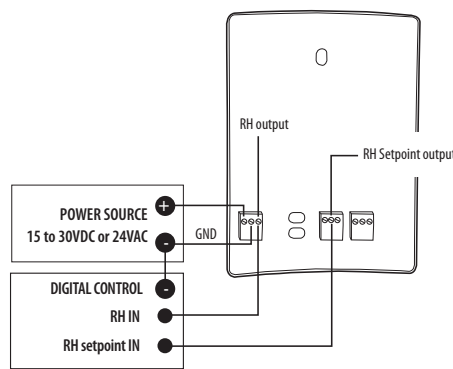 RH output
RH Setpoint output
+
POWER SOURCE
15 to 30VDC or 24VAC
-
GND
DIGITAL CONTROL
-
RH IN
RH setpoint IN